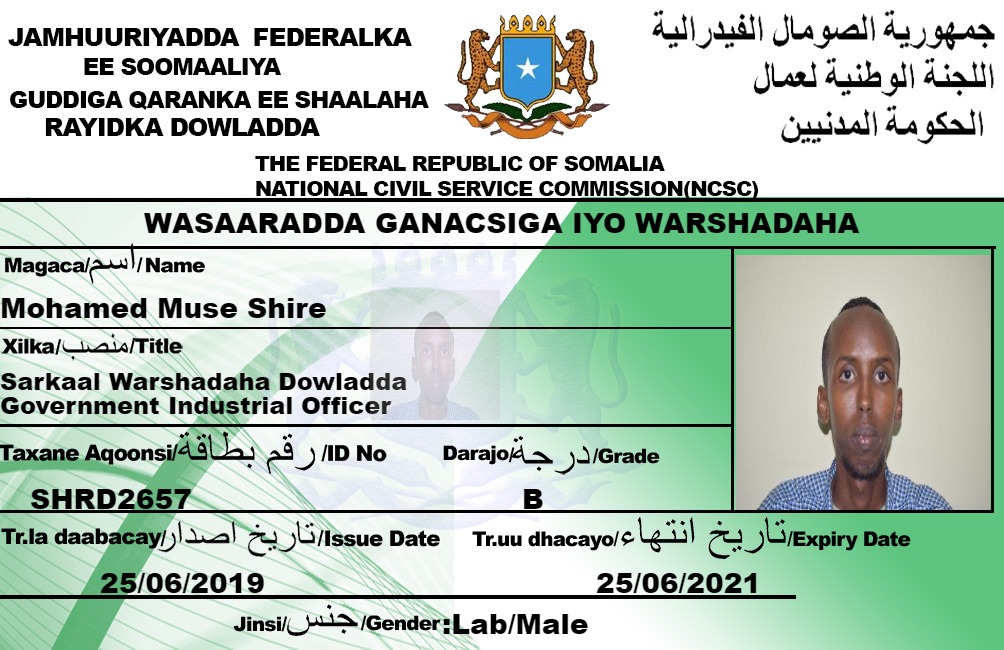 JAMHUURIYADDA FEDERALKA
EE SOOMAALIYA
GUDDIGA QARANKA EE SHAALAHA
RAYIDKA DOWLADDA
جمهورية الصومال الفيدرالية
اللجنة الوطنية لعمال
الحكومة المدنيين
THE FEDERAL REPUBLIC OF SOMALIA
NATIONAL CIVIL SERVICE COMMISSION(NCSC)
WASAARADDA GANACSIGA IYO WARSHADAHA
Magaca/اسم/Name
Mohamed Muse Shire
Xilka/منصب/Title
Sarkaal Warshadaha Dowladda
Government Industrial Officer
Taxane Aqoonsi/رقم بطاقة/ID No
SHRD2657
Darajo/درجة/Grade
B
Tr.la daabacay/تاريخ اصدار/Issue Date
25/06/2019
Tr.uu dhacayo/تاريخ انتهاء/Expiry Date
25/06/2021
Jinsi/جنس/Gender:Lab/Male